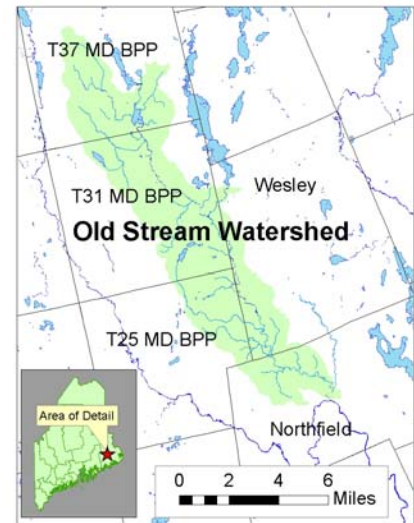 T37 MD BPP
T31 MD BPP
Wesley
Old Stream Watershed
T25 MD BPP
Area of Detail
Northfield
0 2 4 6
Miles